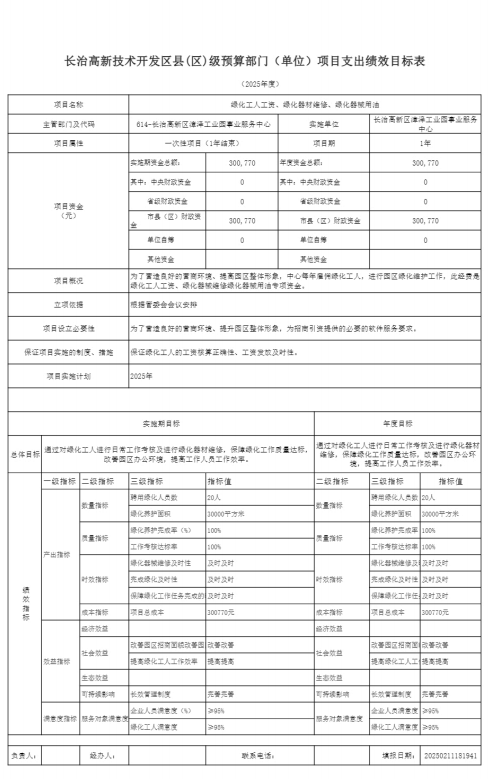 长治高新技术开发区县(区)级预算部门（单位）项目支出绩效目标表
（2025年度）
项目名称 绿化工人工资、绿化器材维修、绿化器械用油
主管部门及代码 614-长治高新区漳泽工业园事业服务中心 实施单位 长治高新区漳泽工业园事业服务中心
项目属性 一次性项目（1年结束） 项目期 1年
项目资金（元） 实施期资金总额： 300,770 年度资金总额： 300,770
其中：中央财政资金 0 其中：中央财政资金 0
省级财政资金 0 省级财政资金 0
市县（区）财政资金 300,770 市县（区）财政资金 300,770
单位自筹 0 单位自筹 0
其他资金 其他资金
项目概况 为了营造良好的营商环境、提高园区整体形象，中心每年雇佣绿化工人，进行园区绿化维护工作，此经费是绿化工人工资、绿化器械维修绿化器械用油专项资金。
立项依据 根据管委会会议安排
项目设立必要性 为了营造良好的营商环境、提升园区整体形象，为招商引资提供的必要的软件服务要求。
保证项目实施的制度、措施 保证绿化工人的工资核算正确性、工资发放及时性。
项目实施计划 2025年
实施期目标 年度目标
总体目标 通过对绿化工人进行日常工作考核及进行绿化器材维修，保障绿化工作质量达标，改善园区办公环境，提高工作人员工作效率。 通过对绿化工人进行日常工作考核及进行绿化器材维修，保障绿化工作质量达标，改善园区办公环境，提高工作人员工作效率。
绩效指标 一级指标 二级指标 三级指标 指标值 二级指标 三级指标 指标值
产出指标 数量指标 聘用绿化人员数 20人 数量指标 聘用绿化人员数 20人
绿化养护面积 30000平方米 绿化养护面积 30000平方米
质量指标 绿化养护完成率（%） 100% 质量指标 绿化养护完成率 100%
工作考核达标率 100% 工作考核达标率 100%
时效指标 绿化器械维修及时性 及时及时 时效指标 绿化器械维修及 及时及时
完成绿化及时性 及时及时 完成绿化及时性 及时及时
保障绿化工作任务完成的 及时及时 保障绿化工作任 及时及时
成本指标 项目总成本 300770元 成本指标 项目总成本 300770元
效益指标 经济效益 经济效益
社会效益 改善园区招商面貌改善园 改善改善 社会效益 改善园区招商面 改善改善
提高绿化工人工作效率 提高提高 提高绿化工人工 提高提高
生态效益 生态效益
可持续影响 长效管理制度 完善完善 可持续影响 长效管理制度 完善完善
满意度指标 服务对象满意度 企业人员满意度（%） ≥95% 服务对象满意度 企业人员满意度 ≥95%
绿化工人满意度 ≥98% 绿化工人满意度 ≥98%
负责人： 经办人： 联系电话： 填报日期： 20250211181941